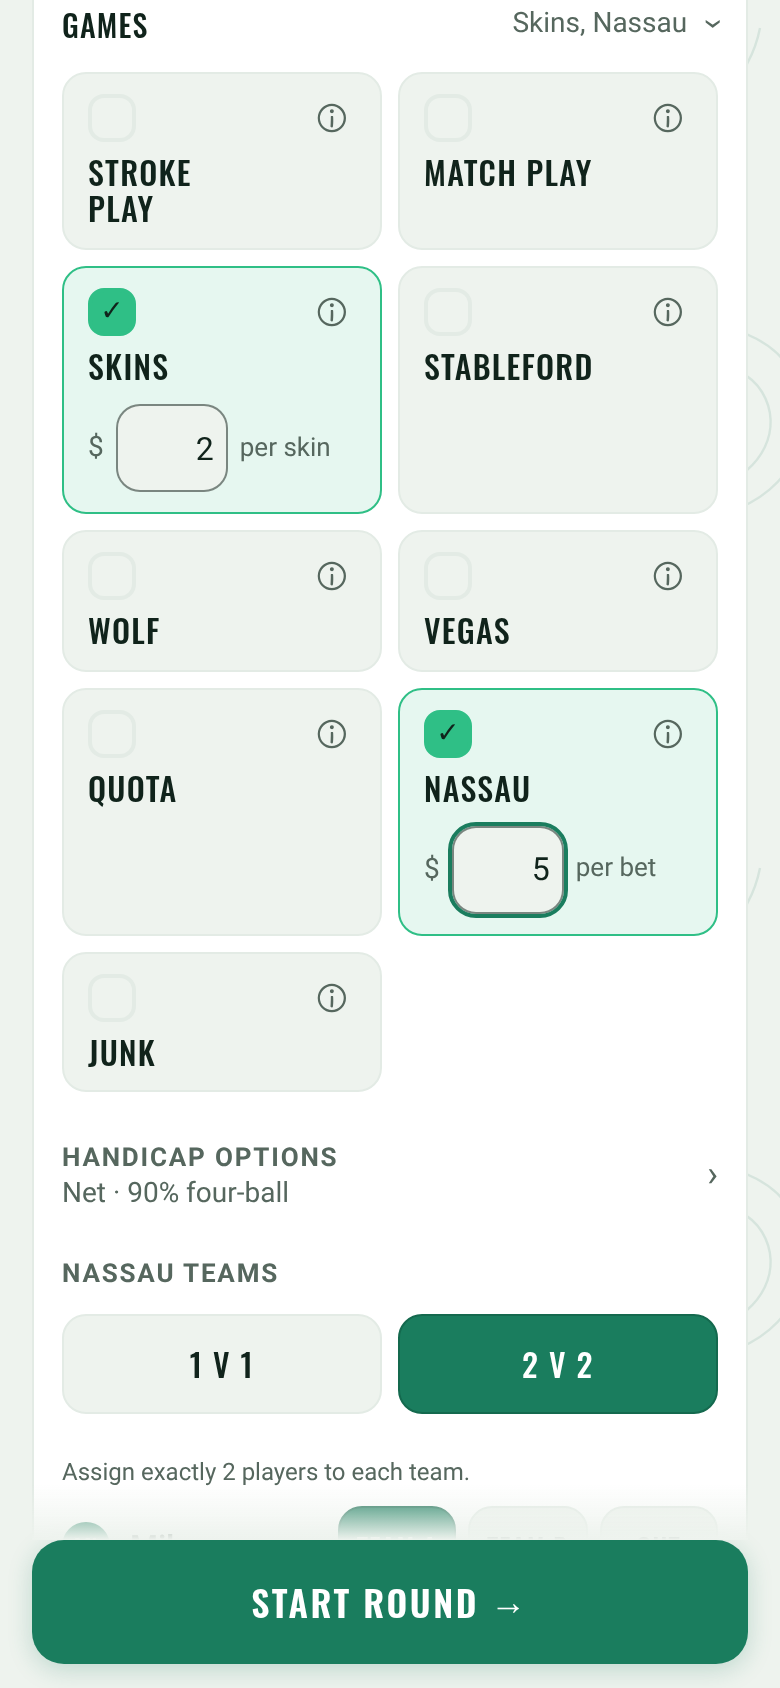 GAMES
Skins, Nassau
STROKE
PLAY
MATCH PLAY
✓
SKINS
$ 2 per skin
STABLEFORD
WOLF
VEGAS
QUOTA
✓
NASSAU
$ 5 per bet
JUNK
HANDICAP OPTIONS
Net · 90% four-ball
›
NASSAU TEAMS
1 V 1
2 V 2
Assign exactly 2 players to each team.
START ROUND →